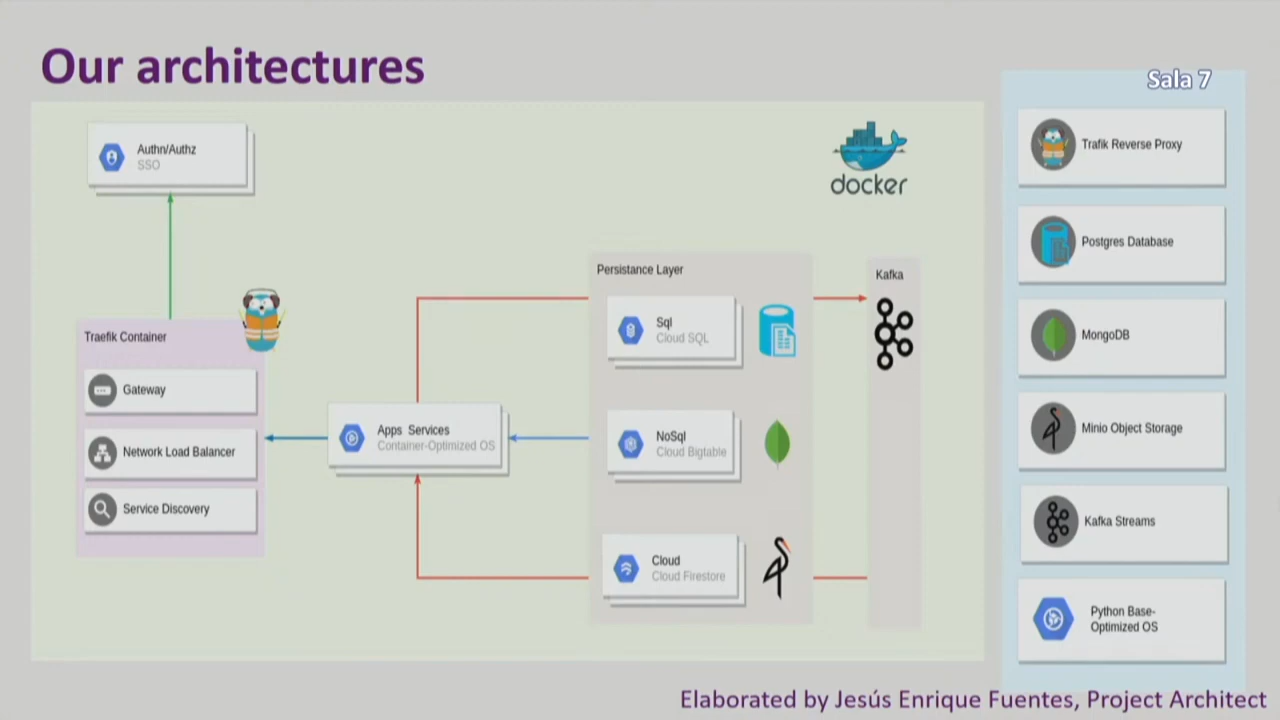 Our architectures
Sala 7
Authn/Authz
SSO
docker
Trafik Reverse Proxy
Postgres Database
MongoDB
Minio Object Storage
Kafka Streams
Python Base-
Optimized OS
Traefik Container
Gateway
Network Load Balancer
Service Discovery
Apps Services
Container-Optimized OS
Persistance Layer
Sql
Cloud SQL
NoSql
Cloud Bigtable
Cloud
Cloud Firestore
Kafka
Elaborated by Jesús Enrique Fuentes, Project Architect